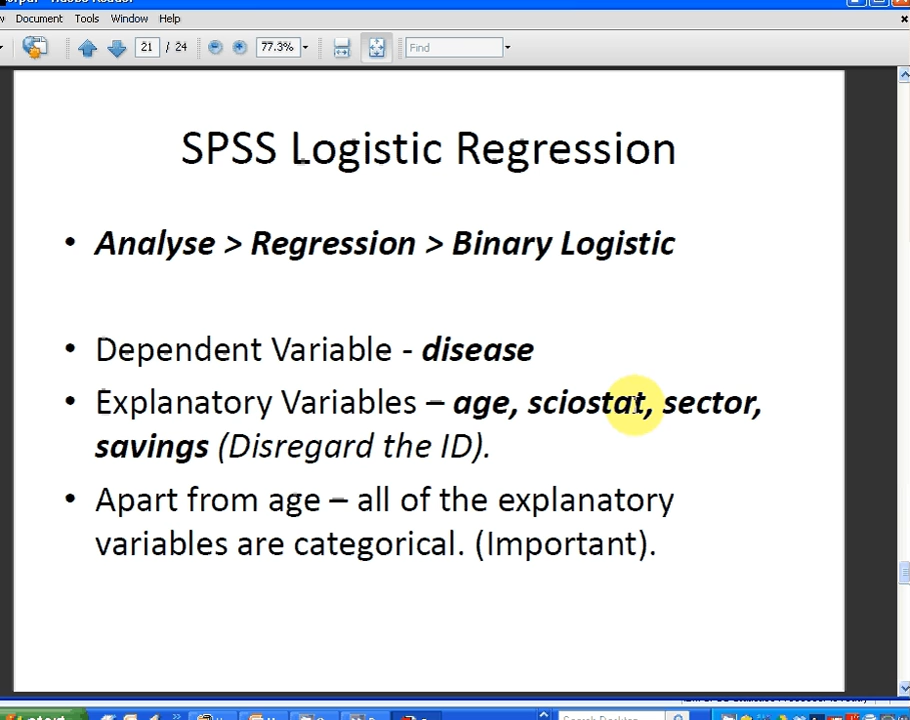 Document Tools Window Help
21 / 24 77.3% Find
SPSS Logistic Regression
• Analyse > Regression > Binary Logistic
• Dependent Variable - disease
• Explanatory Variables – age, sciostat, sector,
savings (Disregard the ID).
• Apart from age – all of the explanatory
variables are categorical. (Important).
Search Desktop